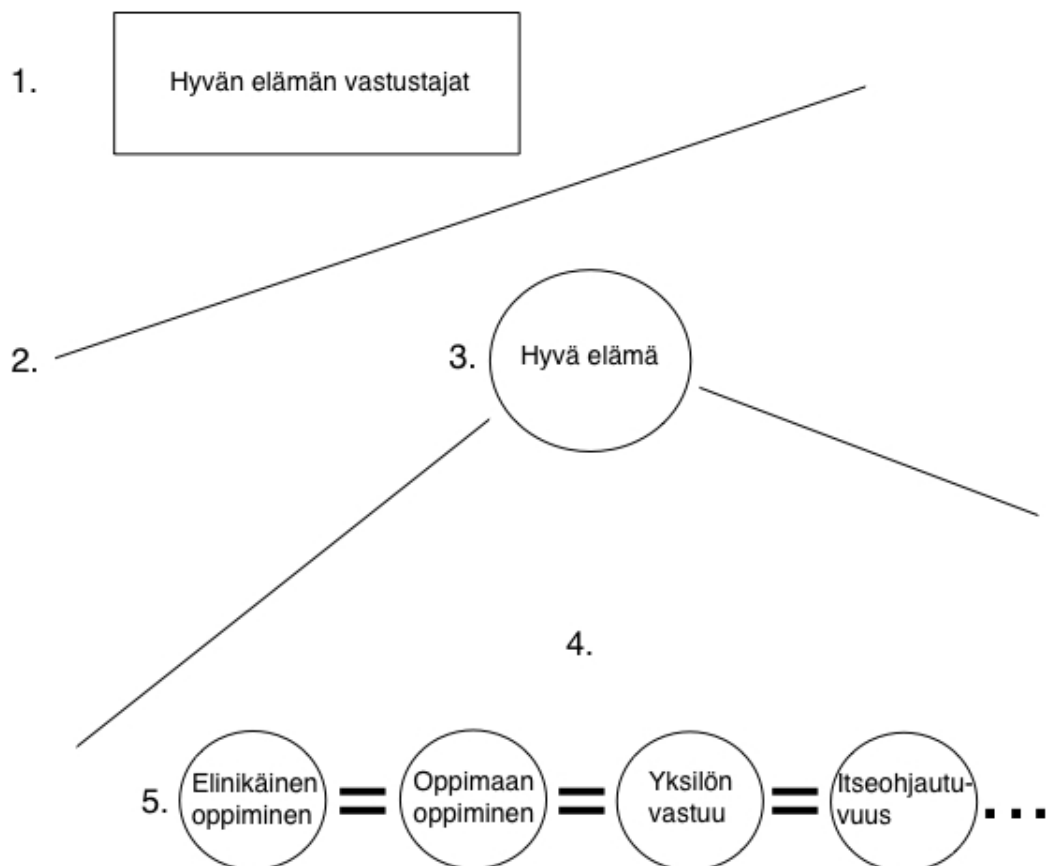 1.
Hyvän elämän vastustajat
2.
3.
Hyvä elämä
4.
5.
Elinikäinen
oppiminen
=
Oppimaan
oppiminen
=
Yksilön
vastuu
=
Itseohjautu-
vuus
...